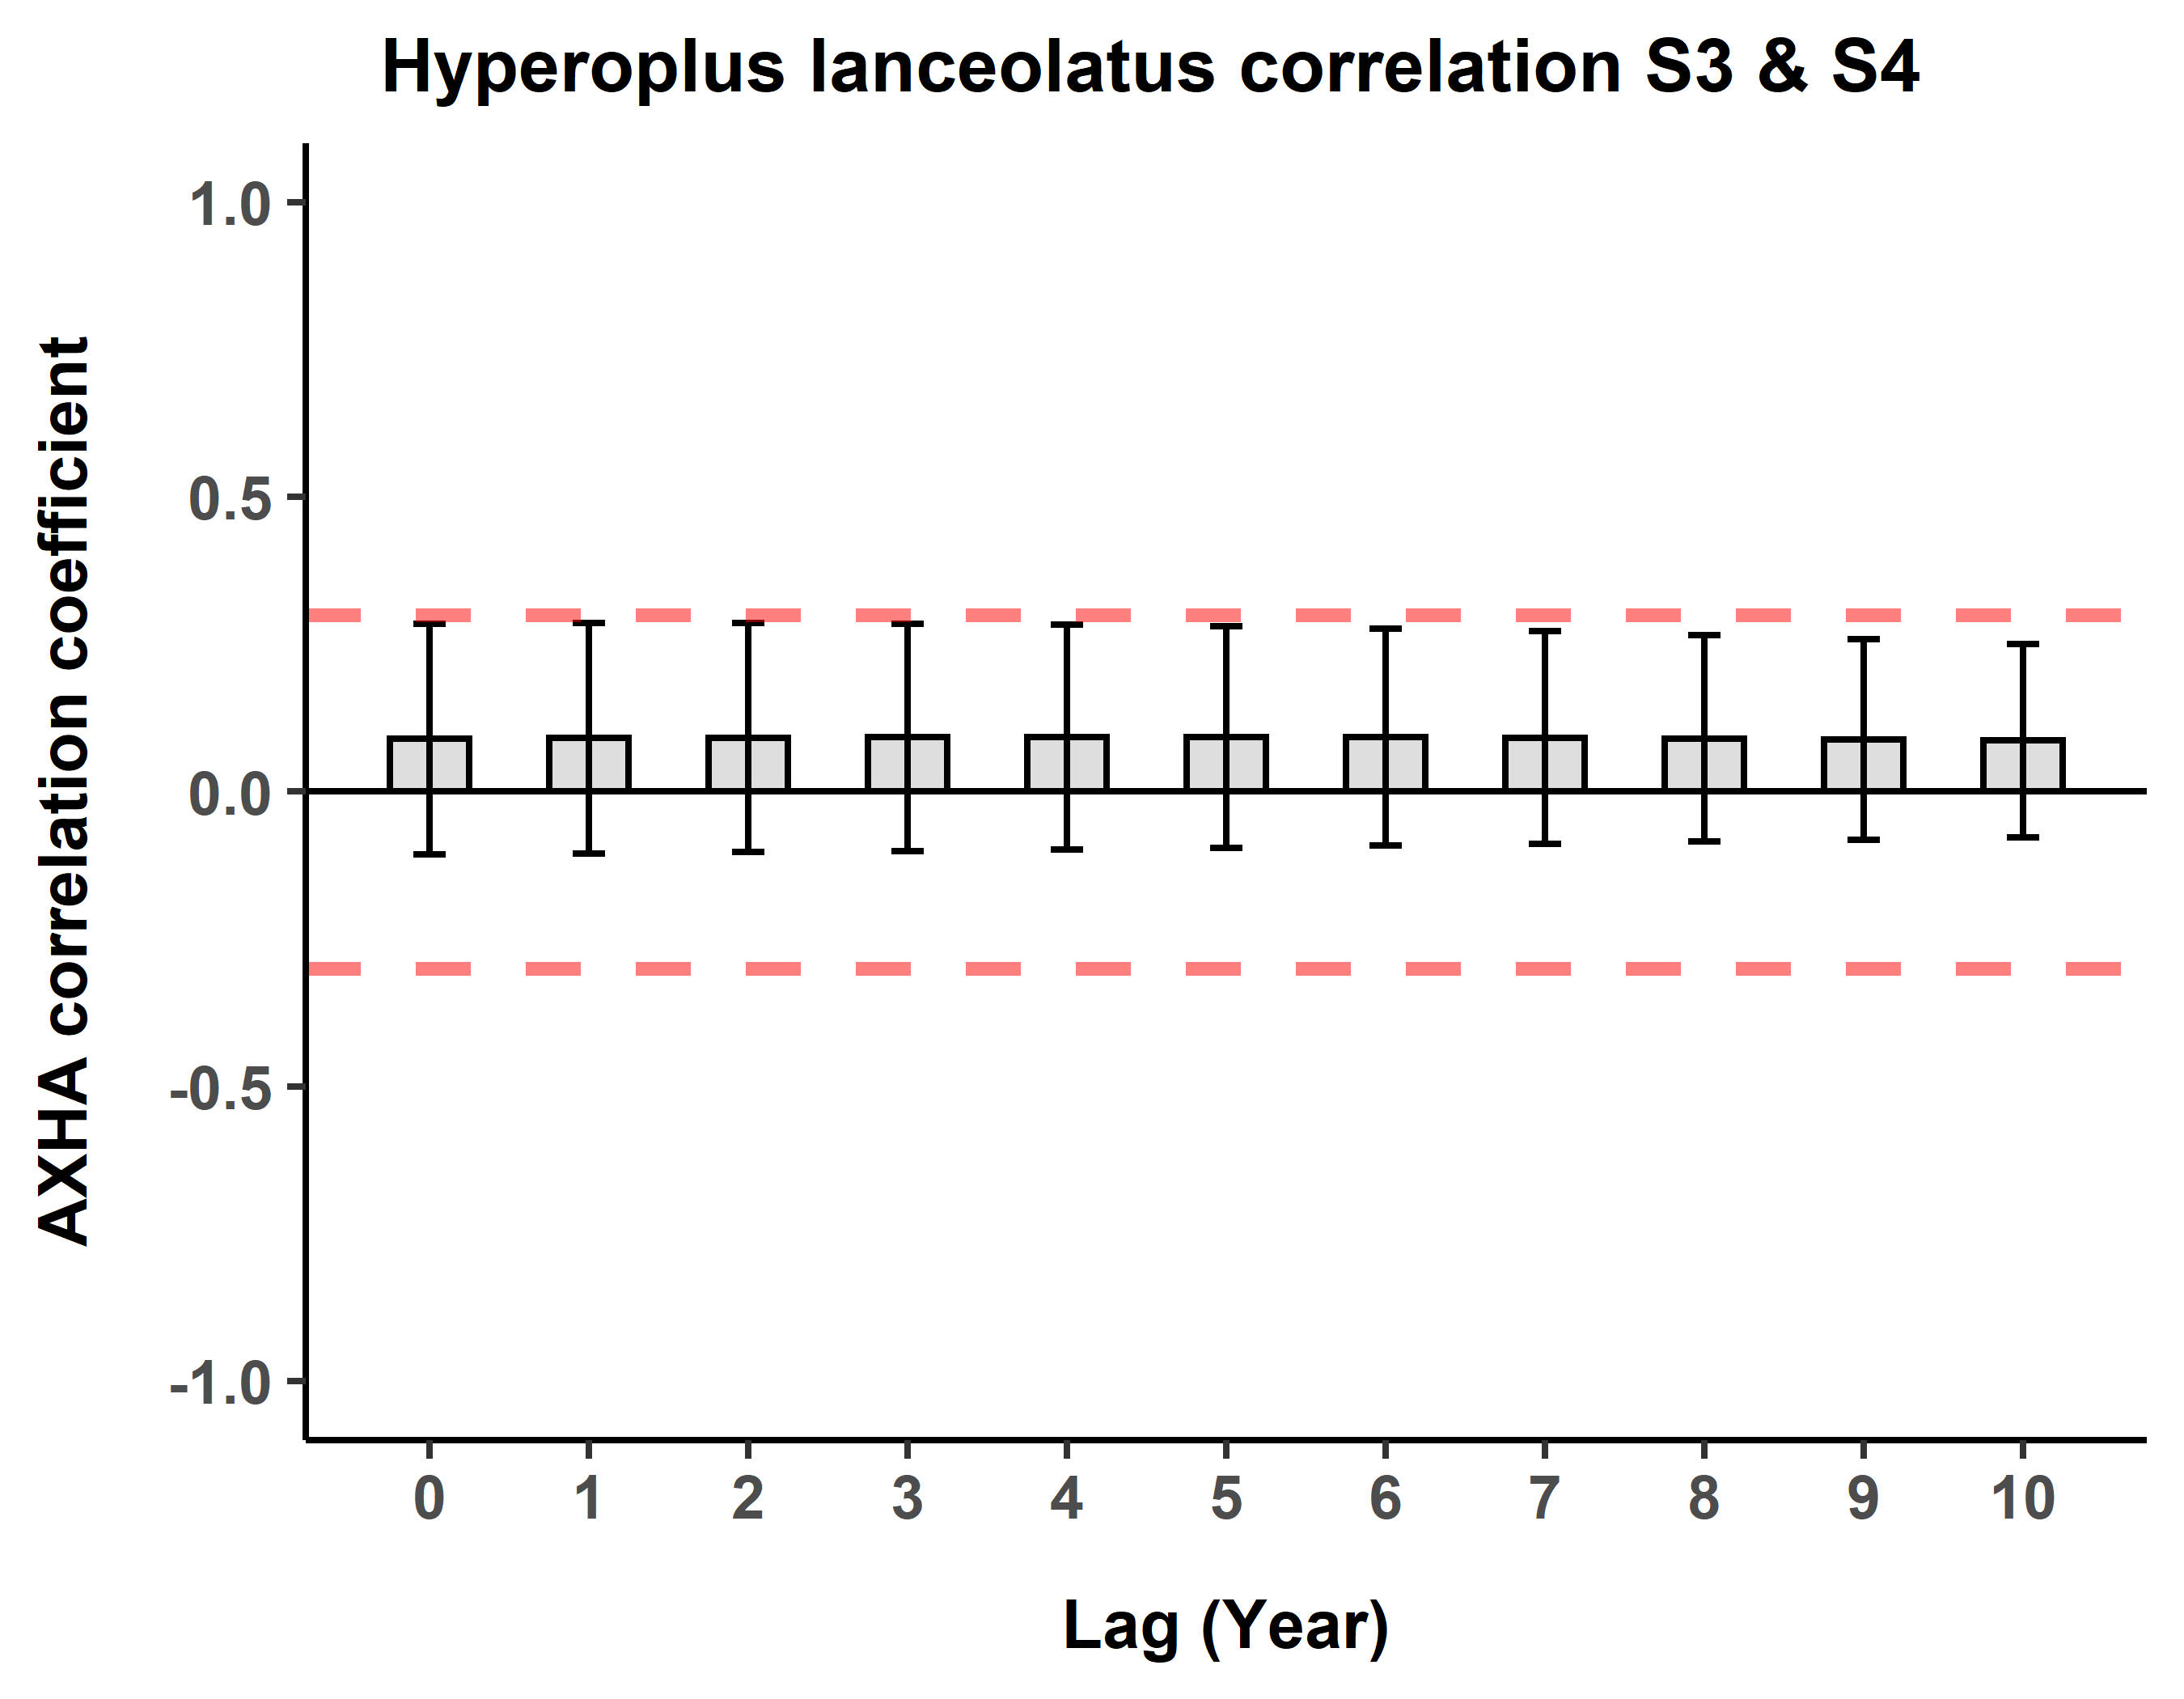 Hyperoplus lanceolatus correlation S3 & S4
AXHA correlation coefficient
1.0
0.5
0.0
-0.5
-1.0
0 1 2 3 4 5 6 7 8 9 10
Lag (Year)